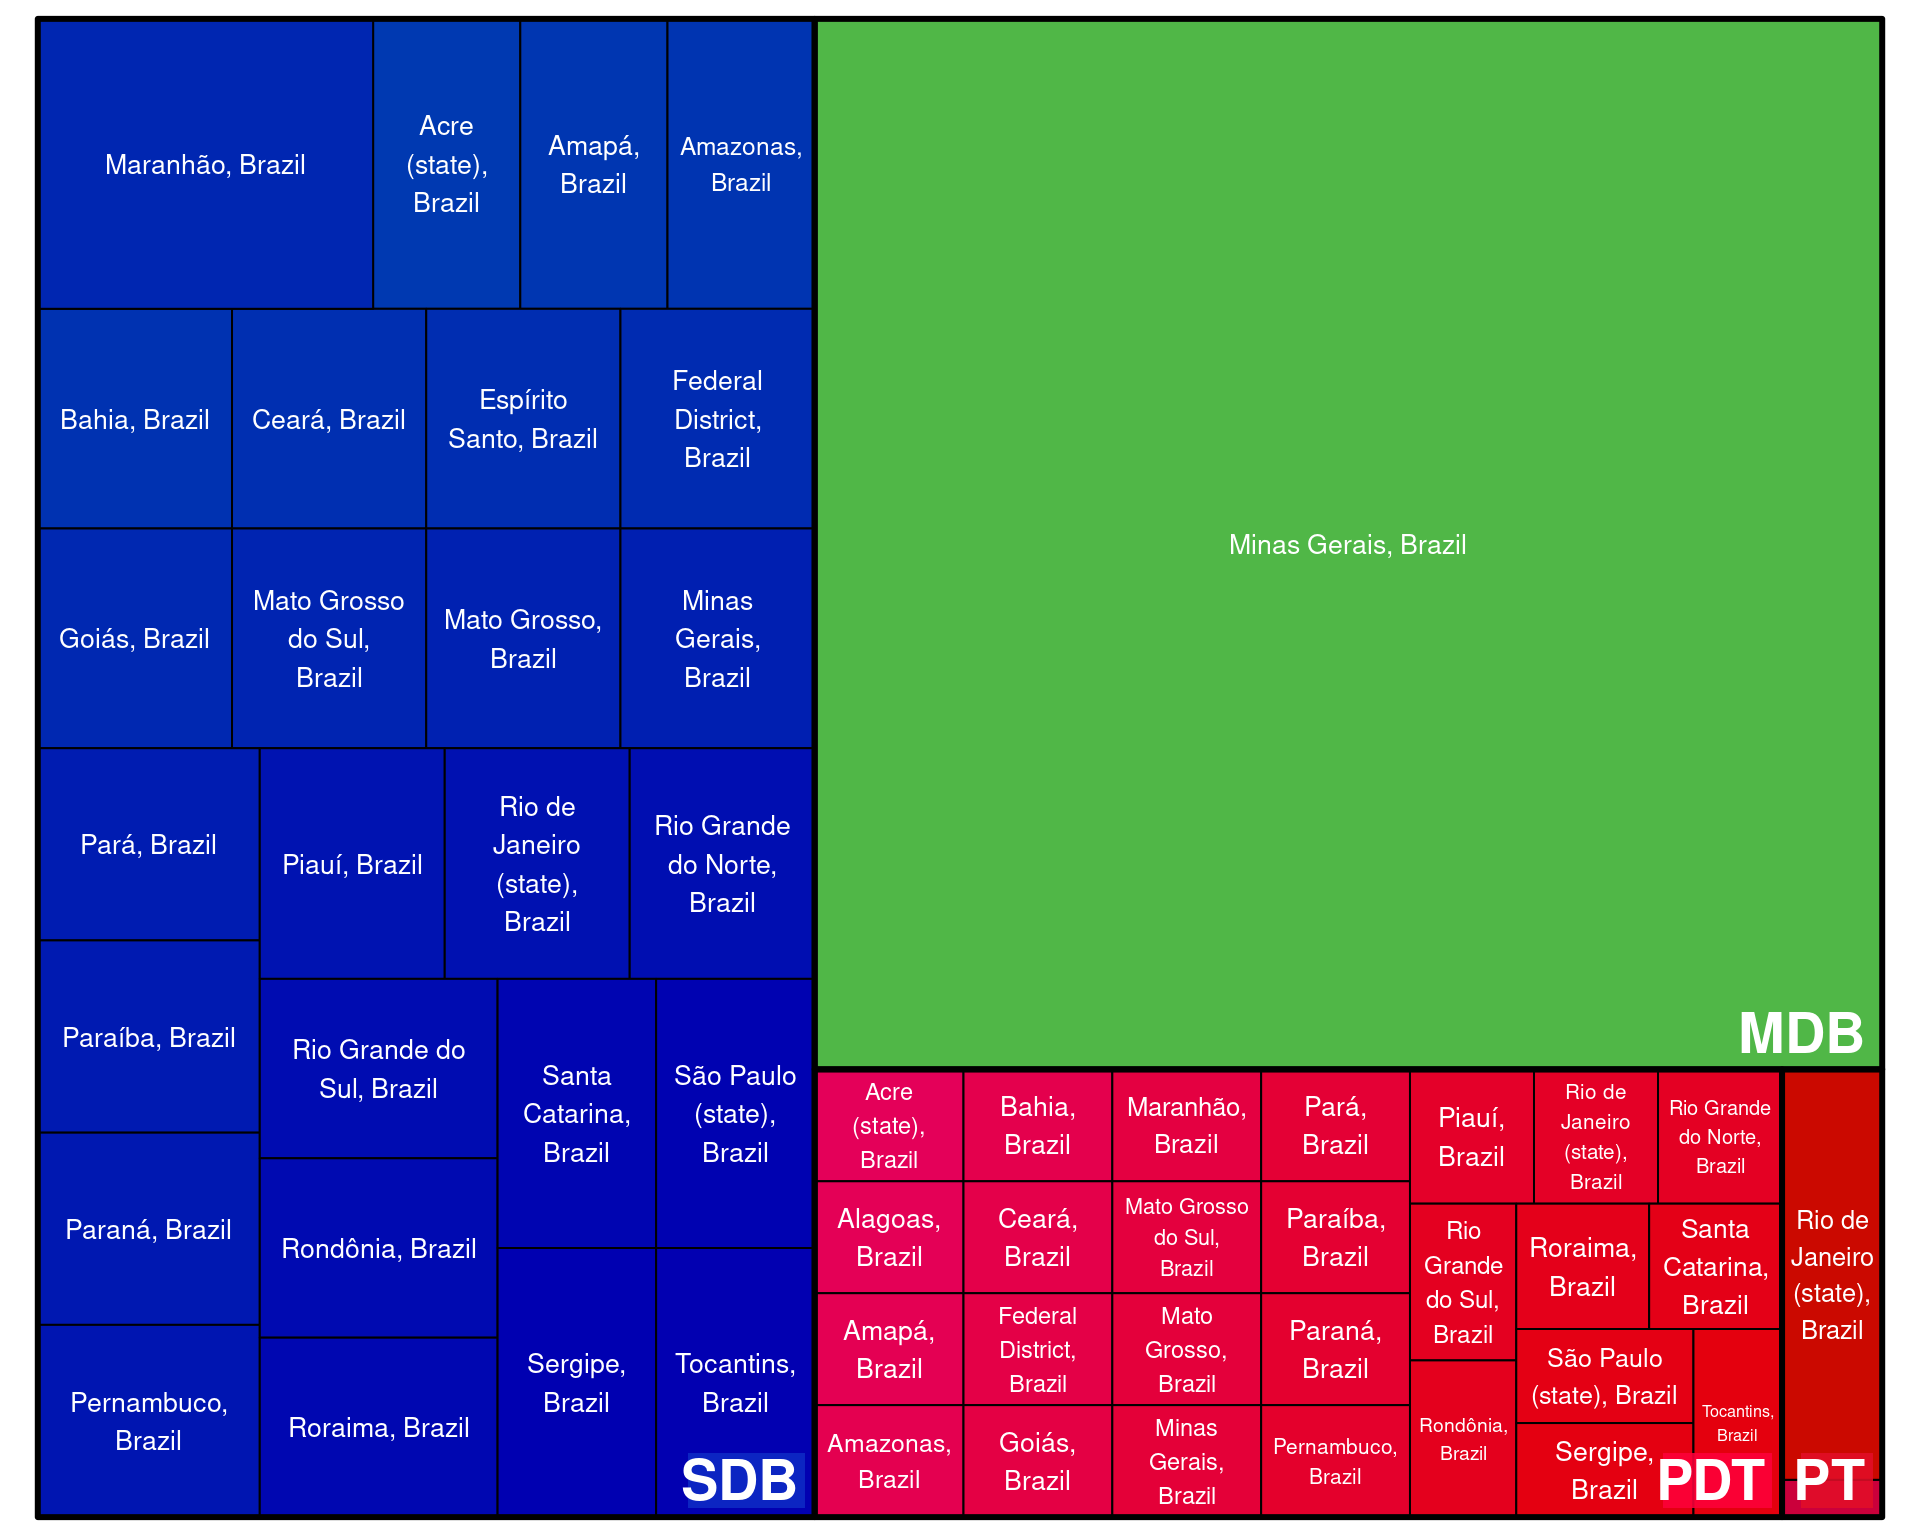 Maranhão, Brazil
Acre
(state),
Brazil
Amapá,
Brazil
Amazonas,
Brazil
Bahia, Brazil
Ceará, Brazil
Espírito
Santo, Brazil
Federal
District,
Brazil
Goiás, Brazil
Mato Grosso
do Sul,
Brazil
Mato Grosso,
Brazil
Minas
Gerais,
Brazil
Pará, Brazil
Piauí, Brazil
Rio de
Janeiro
(state),
Brazil
Rio Grande
do Norte,
Brazil
Paraíba, Brazil
Rio Grande do
Sul, Brazil
Santa
Catarina,
Brazil
São Paulo
(state),
Brazil
Paraná, Brazil
Rondônia, Brazil
Pernambuco,
Brazil
Roraima, Brazil
Sergipe,
Brazil
Tocantins,
Brazil
SDB
Minas Gerais, Brazil
MDB
Acre
(state),
Brazil
Bahia,
Brazil
Maranhão,
Brazil
Pará,
Brazil
Piauí,
Brazil
Rio de
Janeiro
(state),
Brazil
Rio Grande
do Norte,
Brazil
Alagoas,
Brazil
Ceará,
Brazil
Mato Grosso
do Sul,
Brazil
Paraíba,
Brazil
Rio
Grande
do Sul,
Brazil
Roraima,
Brazil
Santa
Catarina,
Brazil
Amapá,
Brazil
Federal
District,
Brazil
Mato
Grosso,
Brazil
Paraná,
Brazil
São Paulo
(state), Brazil
Amazonas,
Brazil
Goiás,
Brazil
Minas
Gerais,
Brazil
Pernambuco,
Brazil
Rondônia,
Brazil
Sergipe,
Brazil
Tocantins,
Brazil
PDT
Rio de
Janeiro
(state),
Brazil
PT